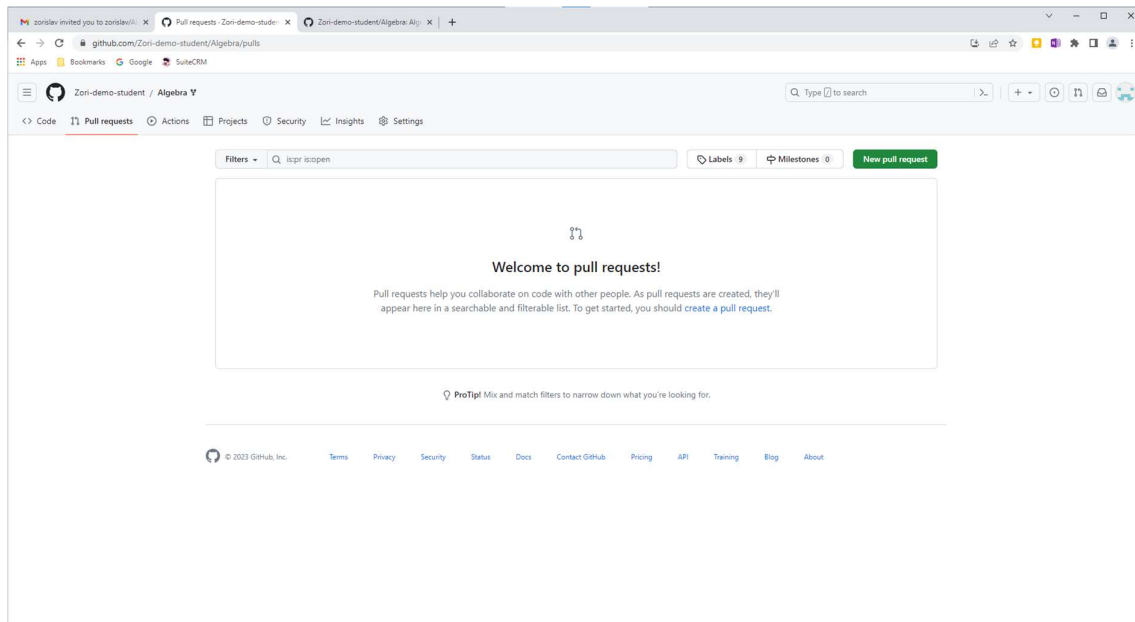 zorislav invited you to zorislav/Al
Pull requests · Zori-demo-studen
Zori-demo-student/Algebra: Alg
github.com/Zori-demo-student/Algebra/pulls
Apps Bookmarks Google SuiteCRM
Zori-demo-student / Algebra
Type / to search
Code Pull requests Actions Projects Security Insights Settings
Filters is:pr is:open Labels 9 Milestones 0 New pull request
Welcome to pull requests!
Pull requests help you collaborate on code with other people. As pull requests are created, they'll
appear here in a searchable and filterable list. To get started, you should create a pull request.
ProTip! Mix and match filters to narrow down what you're looking for.
© 2023 GitHub, Inc. Terms Privacy Security Status Docs Contact GitHub Pricing API Training Blog About